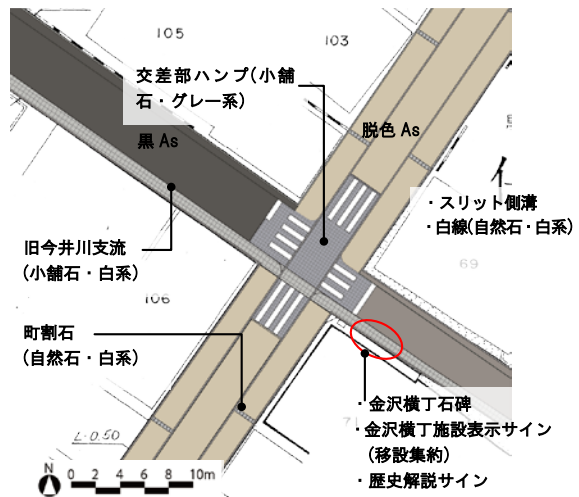 105
103
交差部ハンプ(小舗
石・グレー系)
黒 As
脱色 As
・スリット側溝
・白線(自然石・白系)
旧今井川支流
(小舗石・白系)
69
106
町割石
(自然石・白系)
71
・金沢横丁石碑
・金沢横丁施設表示サイン
(移設集約)
・歴史解説サイン
L-0.50
N
0 2 4 6 8 10m